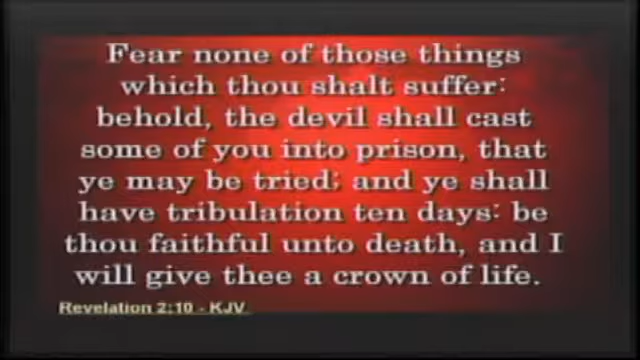 Fear none of those things
which thou shalt suffer:
behold, the devil shall cast
some of you into prison, that
ye may be tried; and ye shall
have tribulation ten days: be
thou faithful unto death, and I
will give thee a crown of life.
Revelation 2:10 - KJV